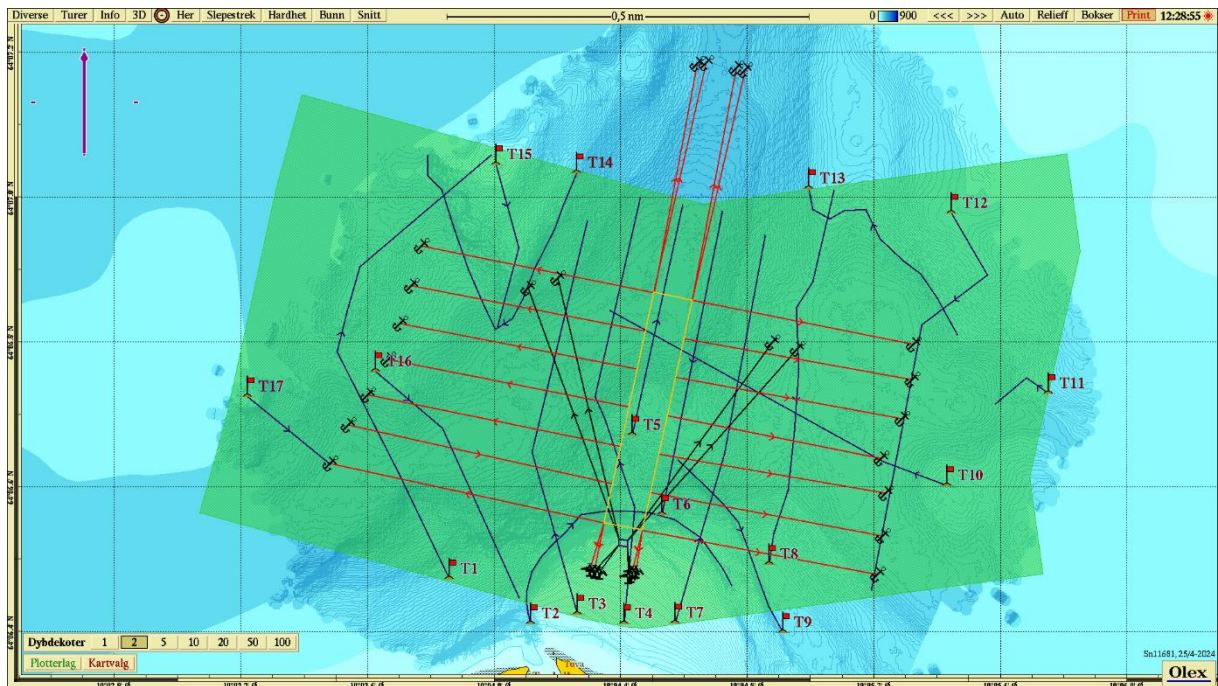 Diverse Turer Info 3D Her Slepestrek Hardhet Bunn Snitt 0,5 nm 0 900 <<< >>> Auto Relieff Bokser Print 12:28:55
T15
T14
T13
T12
T16
T17
T11
T5
T10
T6
T8
T1
T2
T3
T4
T7
T9
Dybdekoter 1 2 5 10 20 50 100
Plotterlag Kartvalg
Sn11681, 25/4-2024
Olex